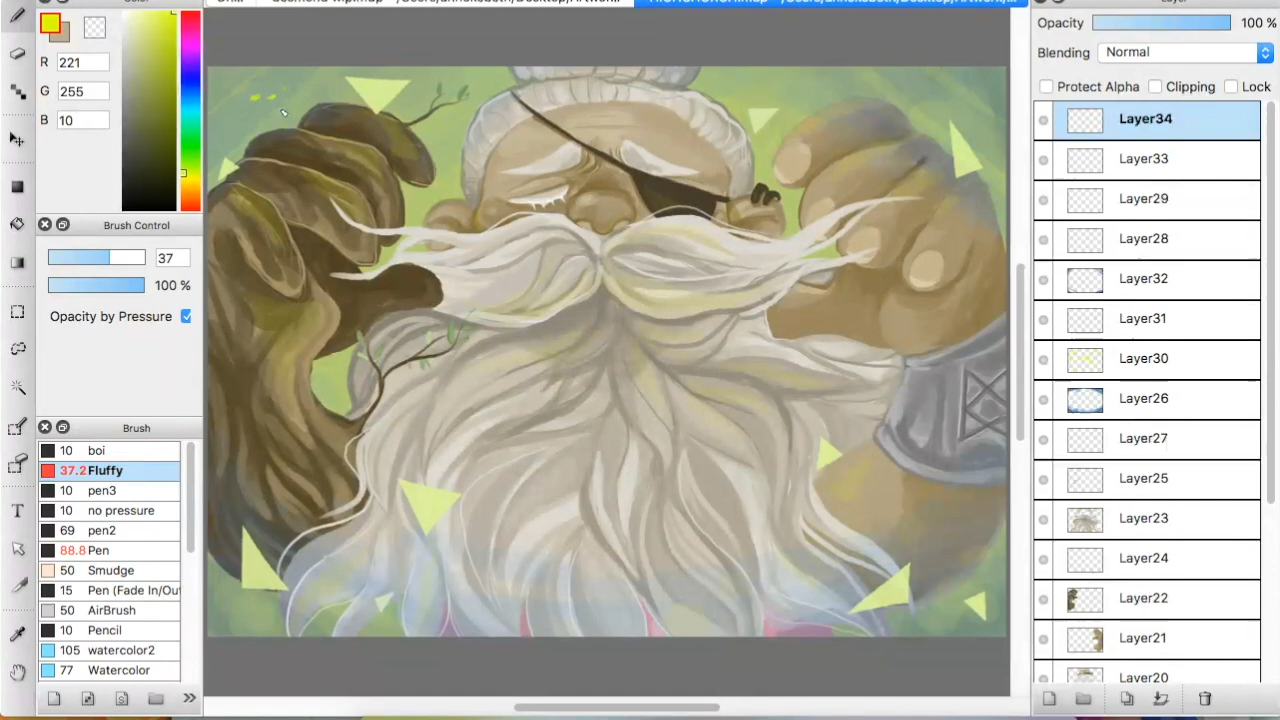 Color
R 221
G 255
B 10
Brush Control
37
100 %
Opacity by Pressure
Brush
10 boi
37.2 Fluffy
10 pen3
10 no pressure
69 pen2
88.8 Pen
50 Smudge
15 Pen (Fade In/Out
50 AirBrush
10 Pencil
105 watercolor2
77 Watercolor
T
Layer
Opacity 100 %
Blending Normal
Protect Alpha Clipping Lock
Layer34
Layer33
Layer29
Layer28
Layer32
Layer31
Layer30
Layer26
Layer27
Layer25
Layer23
Layer24
Layer22
Layer21
Layer20